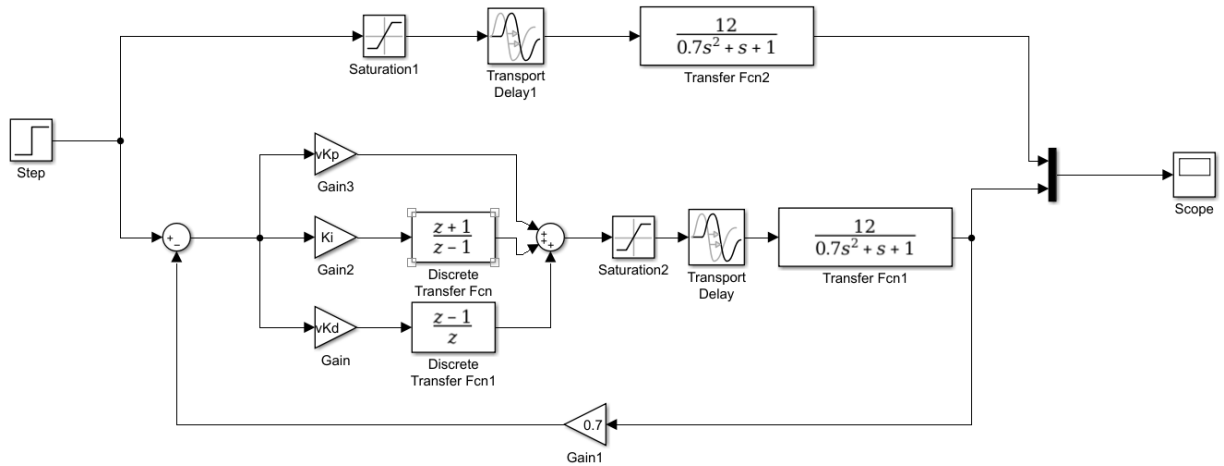 12
0.7s² + s + 1
Saturation1
Transport
Delay1
Transfer Fcn2
Step
vKp
Gain3
Scope
+
−
Ki
Gain2
z + 1
z − 1
Discrete
Transfer Fcn
+
+
+
Saturation2
Transport
Delay
12
0.7s² + s + 1
Transfer Fcn1
vKd
Gain
z − 1
z
Discrete
Transfer Fcn1
0.7
Gain1